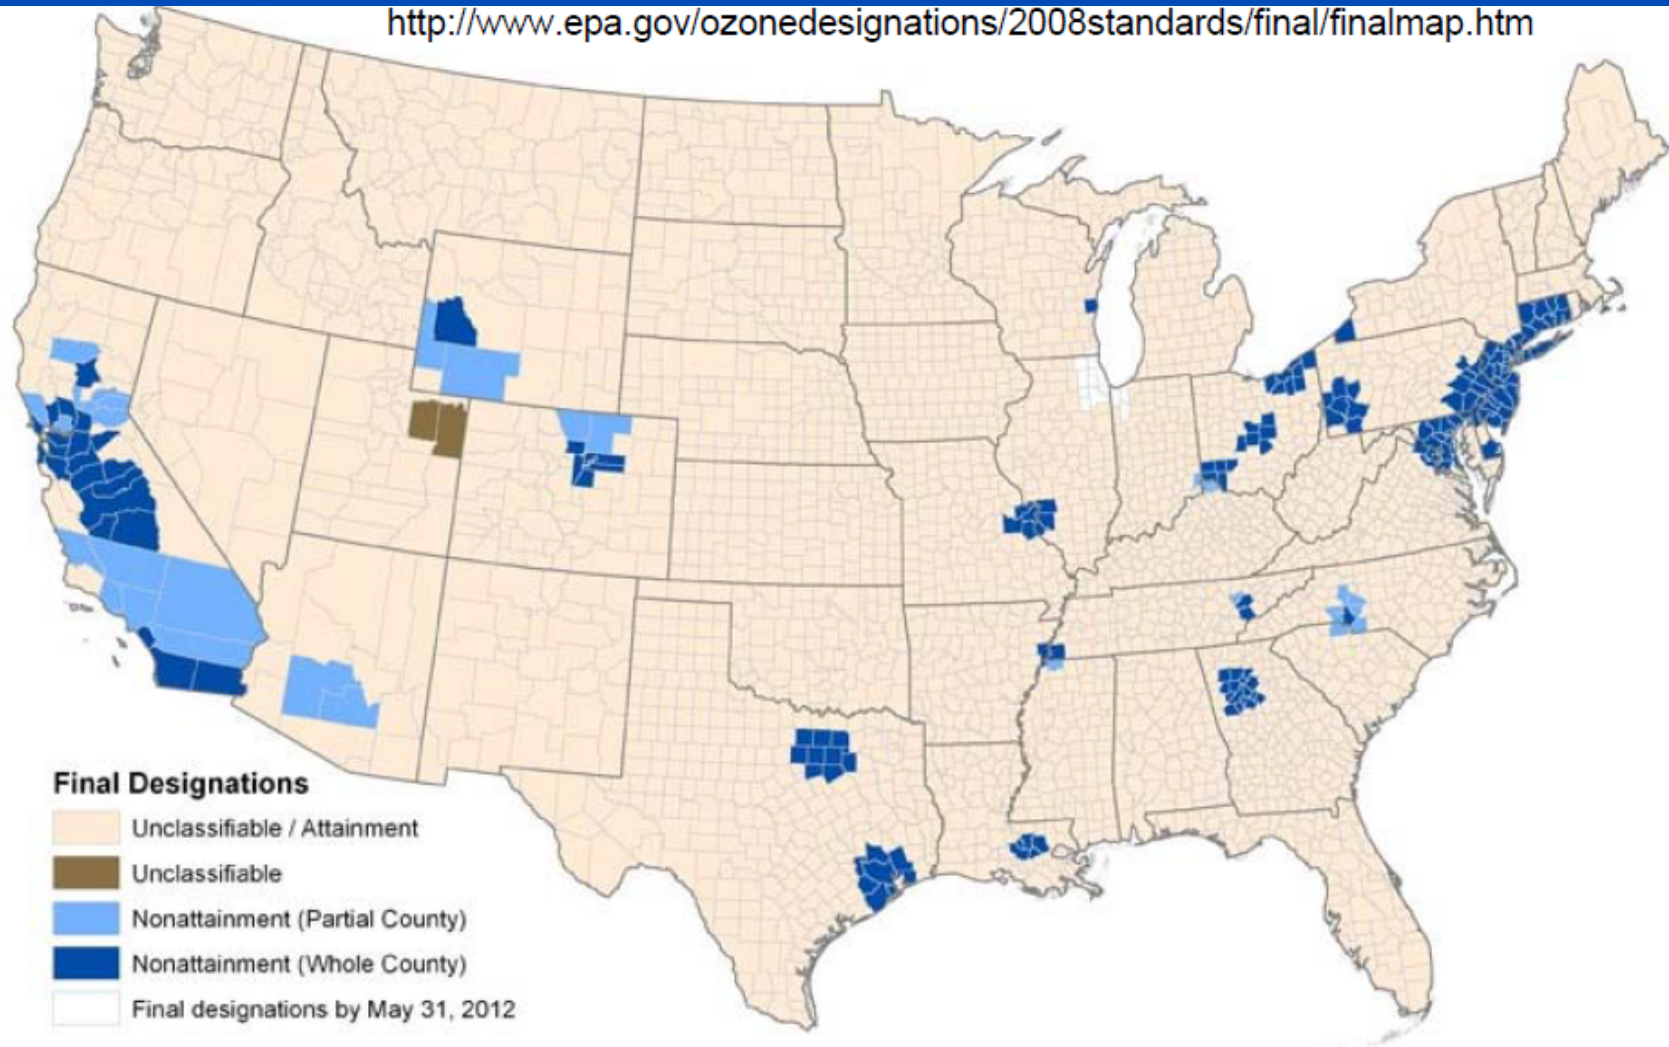 http://www.epa.gov/ozonedesignations/2008standards/final/finalmap.htm
Final Designations
Unclassifiable / Attainment
Unclassifiable
Nonattainment (Partial County)
Nonattainment (Whole County)
Final designations by May 31, 2012